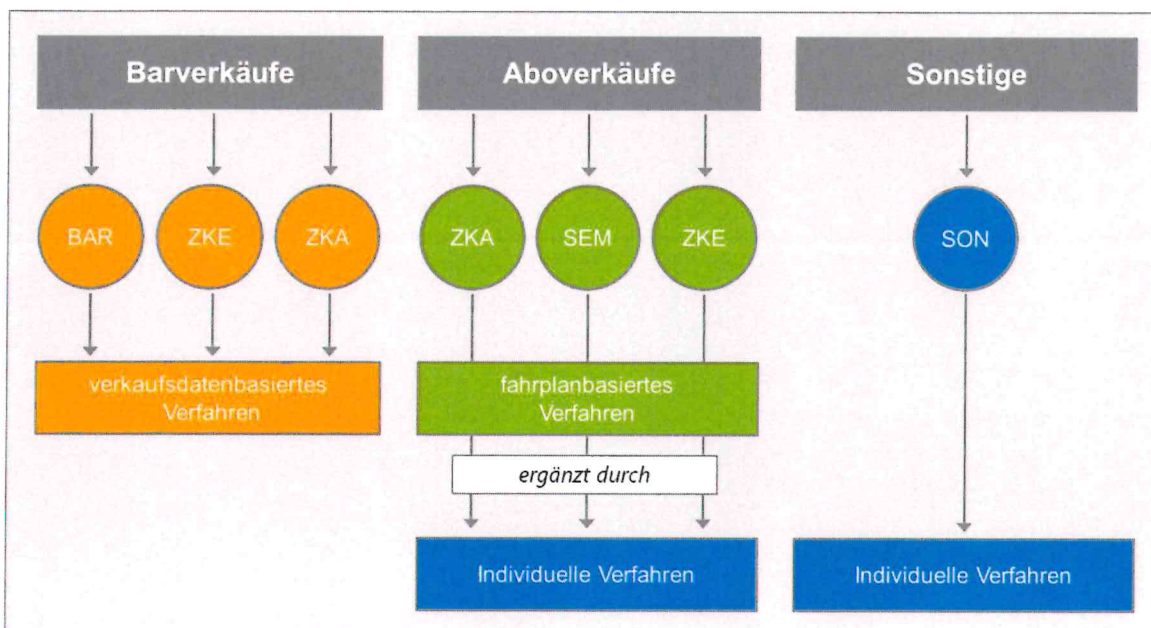 Barverkäufe
Aboverkäufe
Sonstige
BAR
ZKE
ZKA
ZKA
SEM
ZKE
SON
verkaufsdatenbasiertes
Verfahren
fahrplanbasiertes
Verfahren
ergänzt durch
Individuelle Verfahren
Individuelle Verfahren